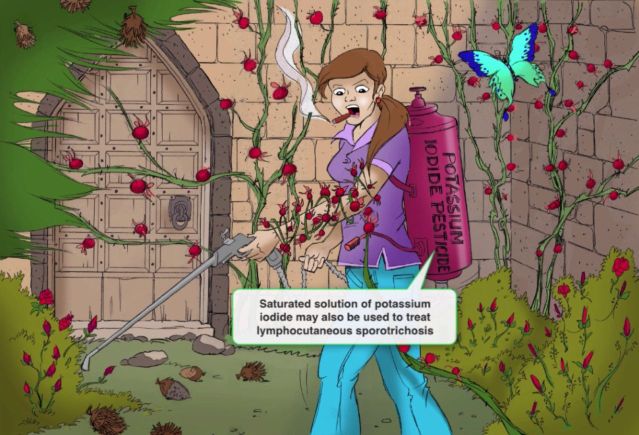 POTASSIUM
IODIDE PESTICIDE
Saturated solution of potassium
iodide may also be used to treat
lymphocutaneous sporotrichosis